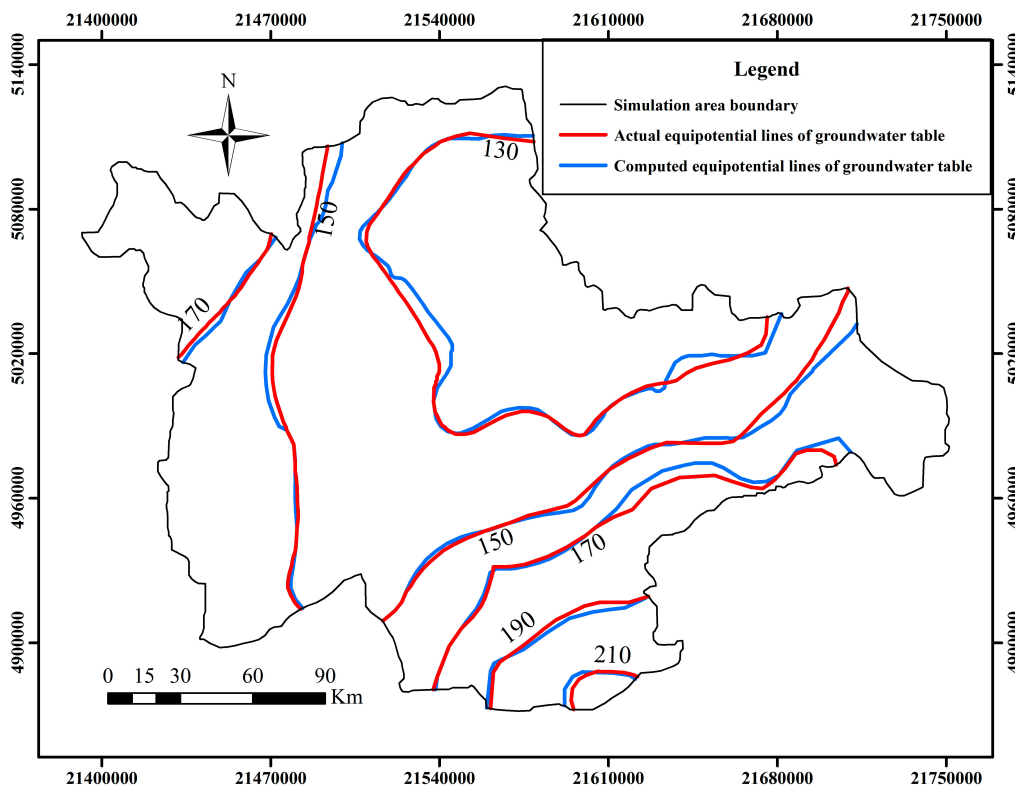 21400000 21470000 21540000 21610000 21680000 21750000
5140000 5140000
Legend
N
Simulation area boundary
Actual equipotential lines of groundwater table
130
Computed equipotential lines of groundwater table
5080000 150 5080000
170
5020000 5020000
4960000 4960000
150 170
190
4900000 210 4900000
0 15 30 60 90
Km
21400000 21470000 21540000 21610000 21680000 21750000